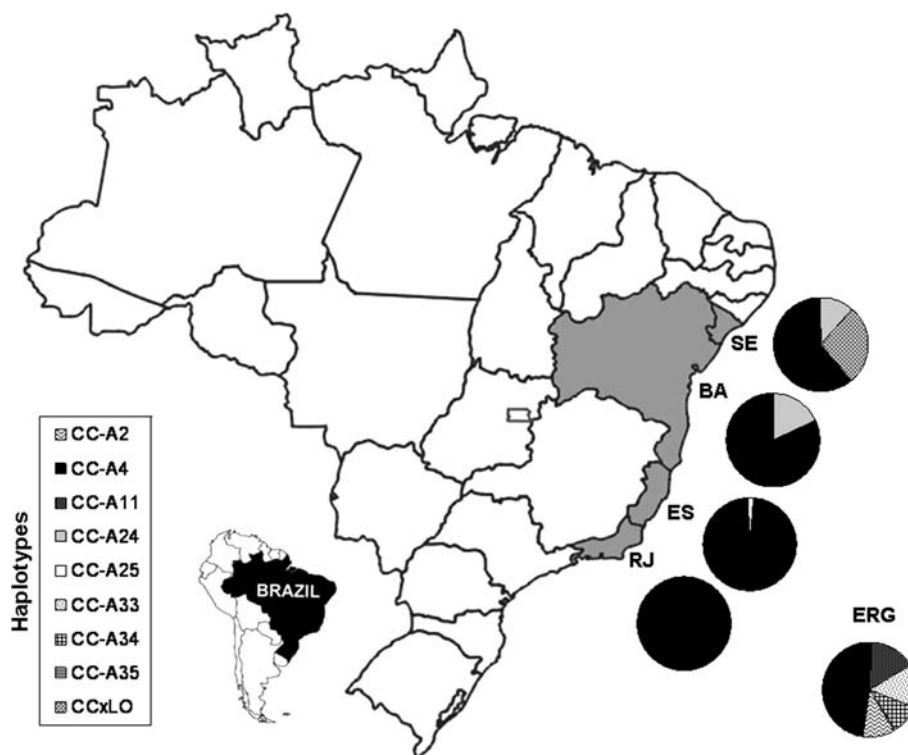 SE
BA
ES
RJ
ERG
BRAZIL
Haplotypes
CC-A2
CC-A4
CC-A11
CC-A24
CC-A25
CC-A33
CC-A34
CC-A35
CCxLO